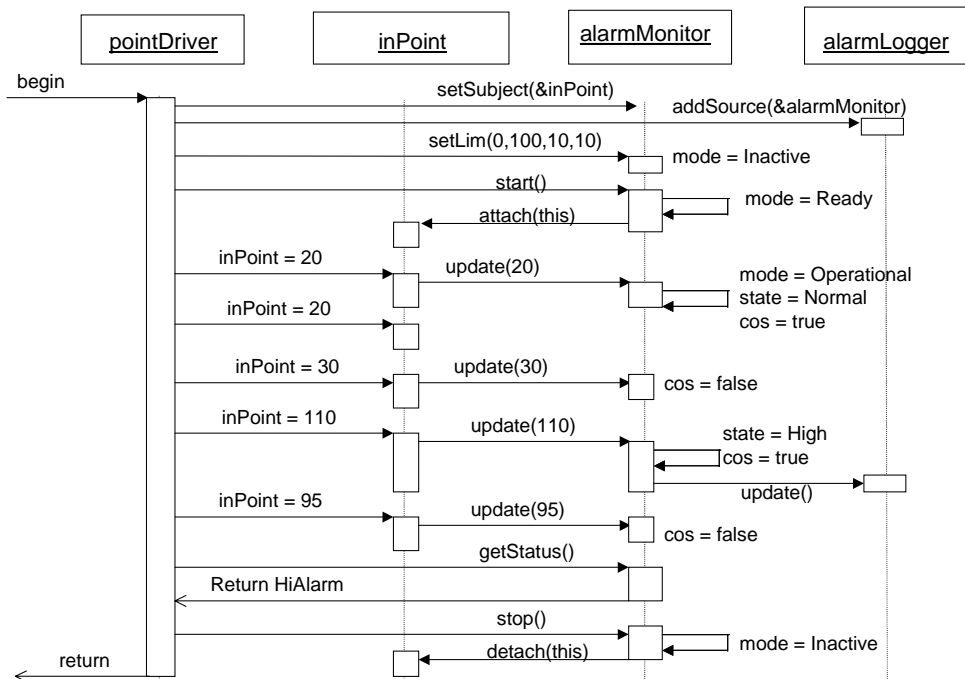 pointDriver
inPoint
alarmMonitor
alarmLogger
begin
setSubject(&inPoint)
addSource(&alarmMonitor)
setLim(0,100,10,10)
mode = Inactive
start()
mode = Ready
attach(this)
inPoint = 20
update(20)
mode = Operational
state = Normal
cos = true
inPoint = 20
inPoint = 30
update(30)
cos = false
inPoint = 110
update(110)
state = High
cos = true
update()
inPoint = 95
update(95)
cos = false
getStatus()
Return HiAlarm
stop()
mode = Inactive
detach(this)
return